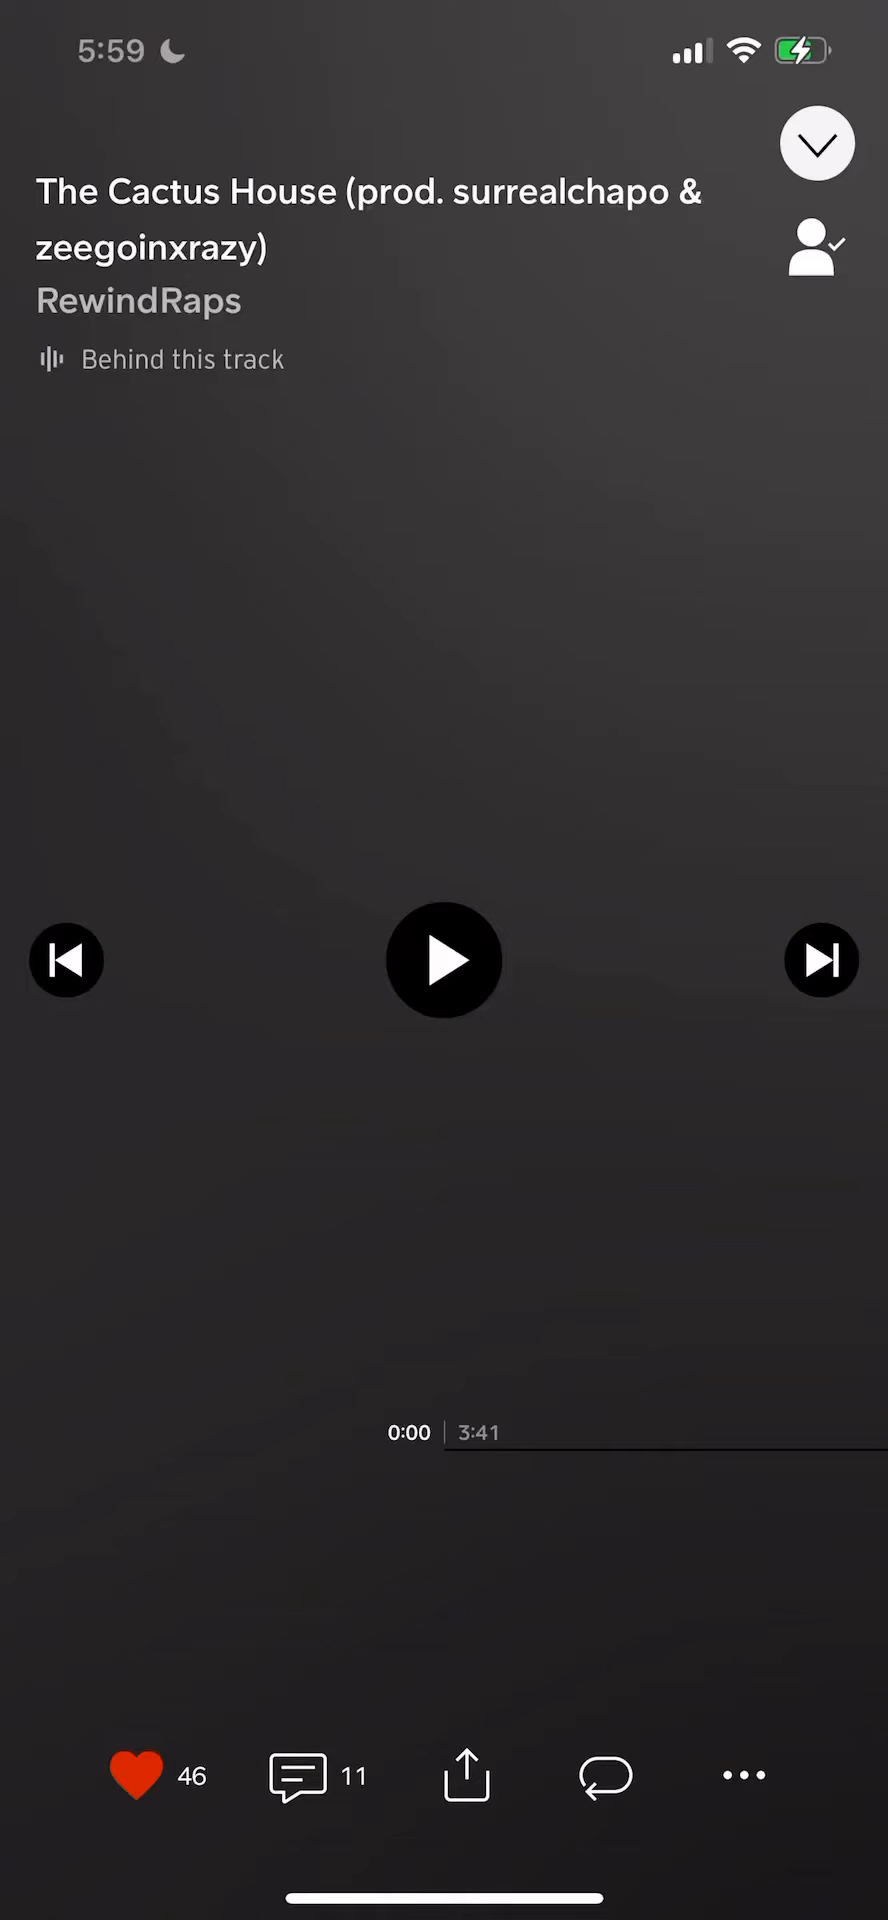 5:59
The Cactus House (prod. surrealchapo &
zeegoinxrazy)
RewindRaps
Behind this track
0:00 3:41
46 11